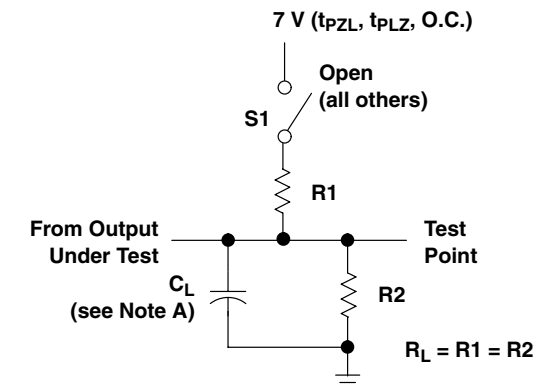 7 V (tPZL, tPLZ, O.C.)
Open
(all others)
S1
R1
From Output
Under Test
Test
Point
CL
(see Note A)
R2
RL = R1 = R2